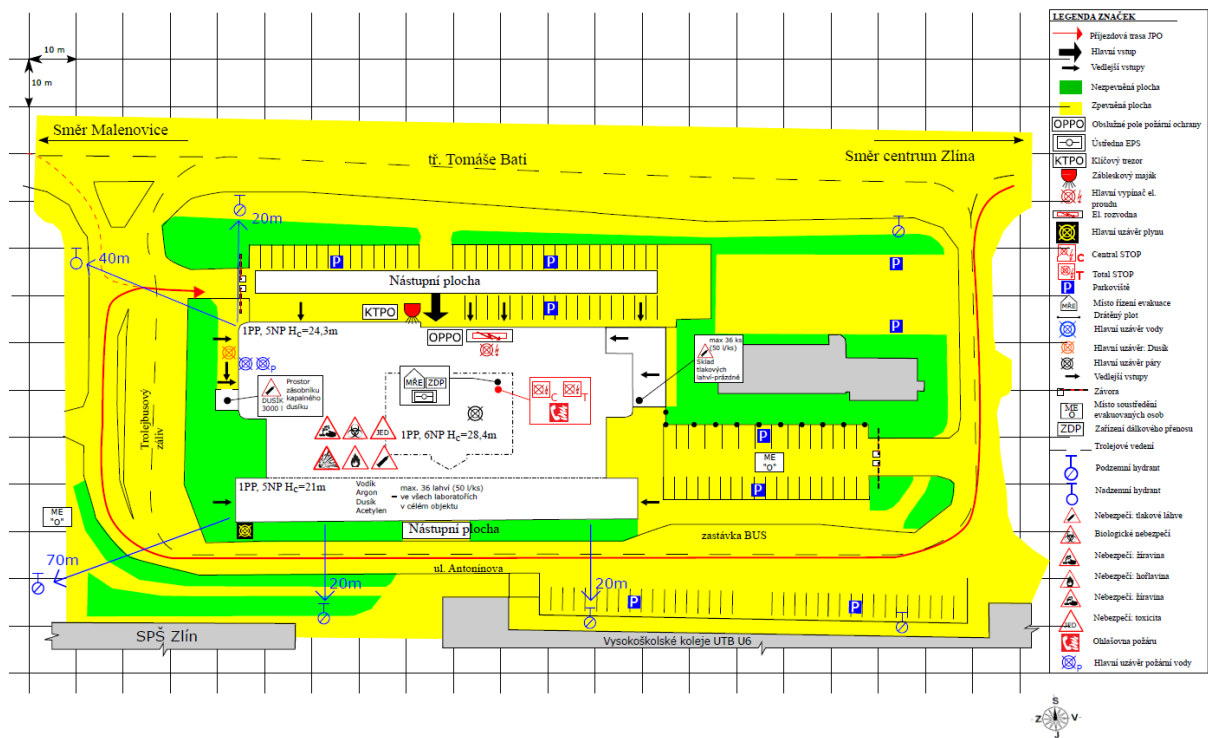 10 m
10 m
Směr Malenovice
tř. Tomáše Bati
Směr centrum Zlína
20m
40m
Nástupní plocha
KTPO
1PP, 5NP HC=24,3m
OPPO
max 36 ks
(50 l/ks)
Sklad
tlakových
lahví-prázdné
P
Prostor
zásobníku
kapalného
dusíku
DUSÍK
3000 l
MŘE
ZDP
C
T
JED
1PP, 6NP HC=28,4m
Trolejbusový
záliv
1PP, 5NP HC=21m
Vodík
Argon
Dusík
Acetylen
max. 36 lahví (50 l/ks)
ve všech laboratořích
v celém objektu
P
P
P
P
P
P
ME
"O"
P
ME
"O"
Nástupní plocha
zastávka BUS
70m
ul. Antonínova
20m
20m
P
P
SPŠ Zlín
Vysokoškolské koleje UTB U6
LEGENDA ZNAČEK
Příjezdová trasa JPO
Hlavní vstup
Vedlejší vstupy
Nezpevněná plocha
Zpevněná plocha
OPPO Obslužné pole požární ochrany
Ústředna EPS
KTPO Klíčový trezor
Zábleskový maják
Hlavní vypínač el.
proudu
El. rozvodna
Hlavní uzávěr plynu
C Central STOP
T Total STOP
P Parkoviště
MŘE Místo řízení evakuace
Drátěný plot
Hlavní uzávěr vody
Hlavní uzávěr: Dusík
Hlavní uzávěr páry
Vedlejší vstupy
Závora
ME
O
Místo soustředění
evakuovaných osob
ZDP Zařízení dálkového přenosu
Trolejové vedení
Podzemní hydrant
Nadzemní hydrant
Nebezpečí: tlakové láhve
Biologické nebezpečí
Nebezpečí: žíravina
Nebezpečí: hořlavina
Nebezpečí: žíravina
JED Nebezpečí: toxicita
Ohlašovna požáru
P Hlavní uzávěr požární vody
S
Z V
J